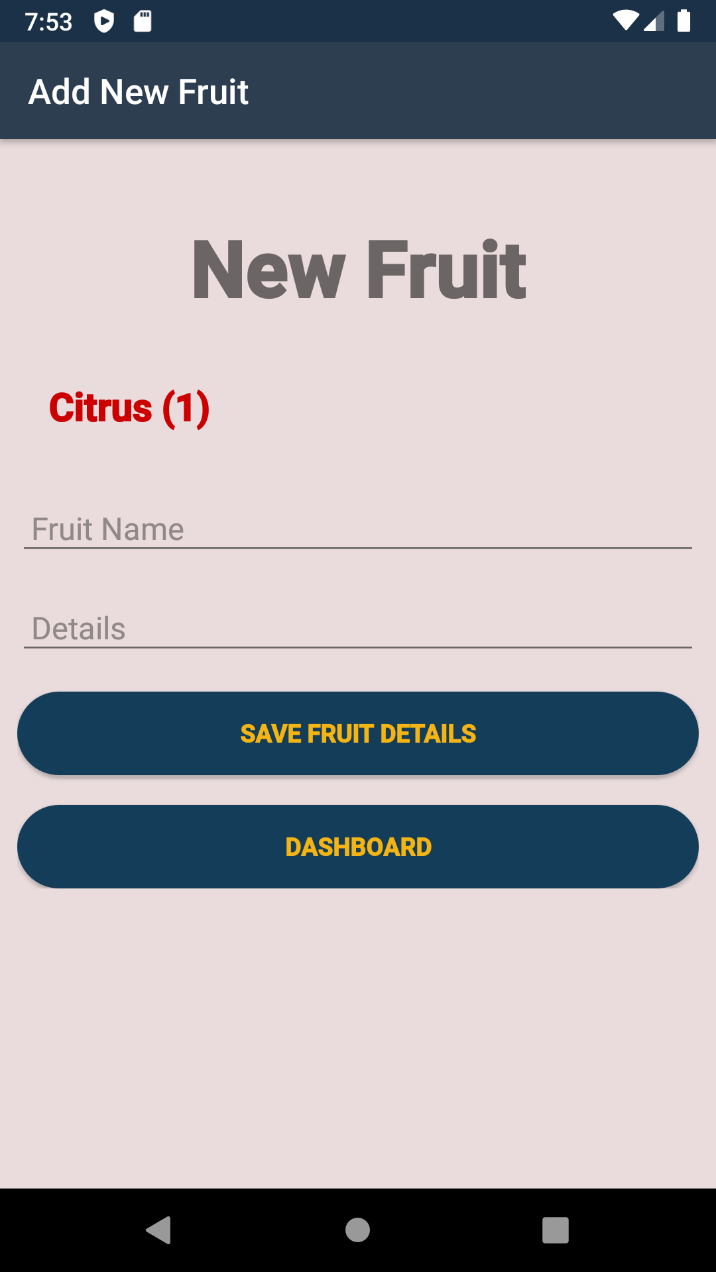 7:53
Add New Fruit
New Fruit
Citrus (1)
Fruit Name
Details
SAVE FRUIT DETAILS
DASHBOARD